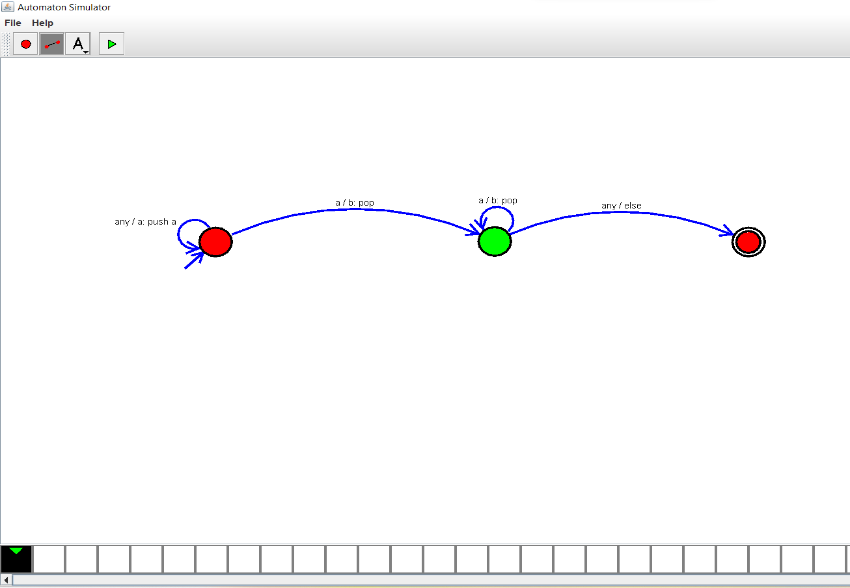 Automaton Simulator
File Help
A
a / b: pop
a / b: pop
any / else
any / a: push a